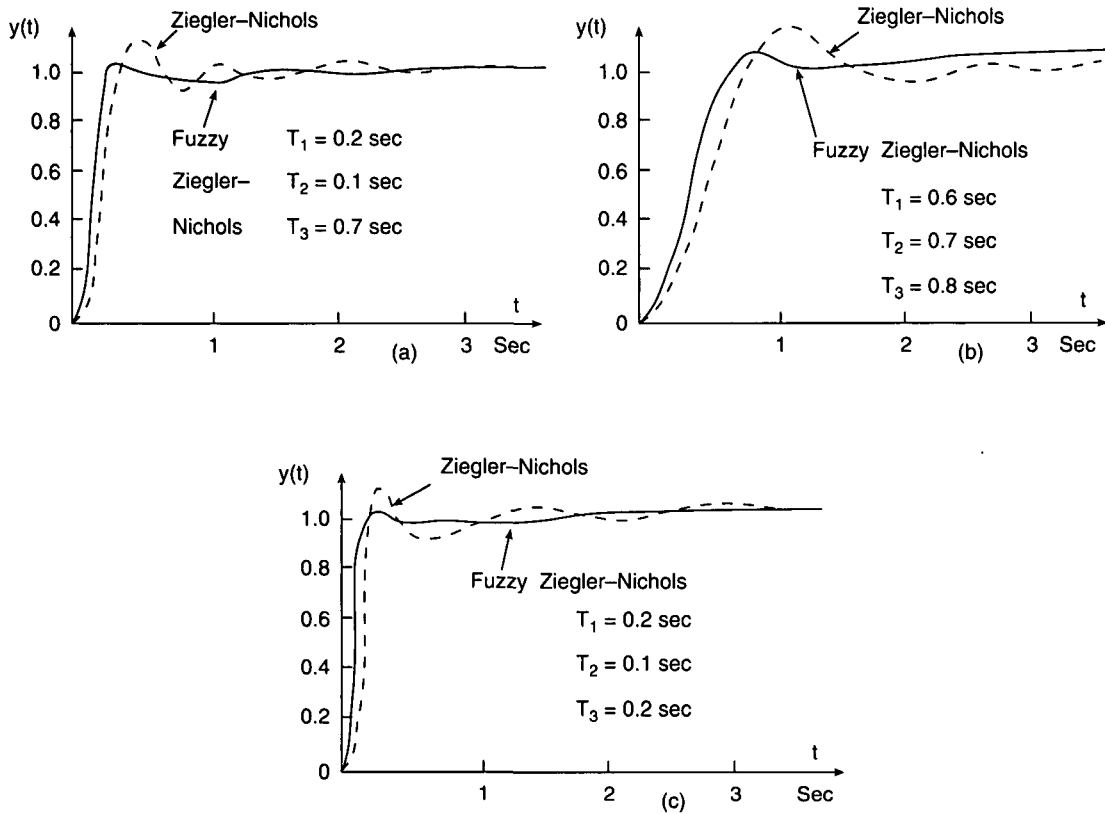 y(t)
Ziegler–Nichols
1.0
0.8
0.6
0.4
0.2
0
Fuzzy T1 = 0.2 sec
Ziegler– T2 = 0.1 sec
Nichols T3 = 0.7 sec
t
1 2 3 Sec
(a)
y(t)
Ziegler–Nichols
1.0
0.8
0.6
0.4
0.2
0
Fuzzy Ziegler–Nichols
T1 = 0.6 sec
T2 = 0.7 sec
T3 = 0.8 sec
t
1 2 3 Sec
(b)
y(t)
Ziegler–Nichols
1.0
0.8
0.6
0.4
0.2
0
Fuzzy Ziegler–Nichols
T1 = 0.2 sec
T2 = 0.1 sec
T3 = 0.2 sec
t
1 2 3 Sec
(c)